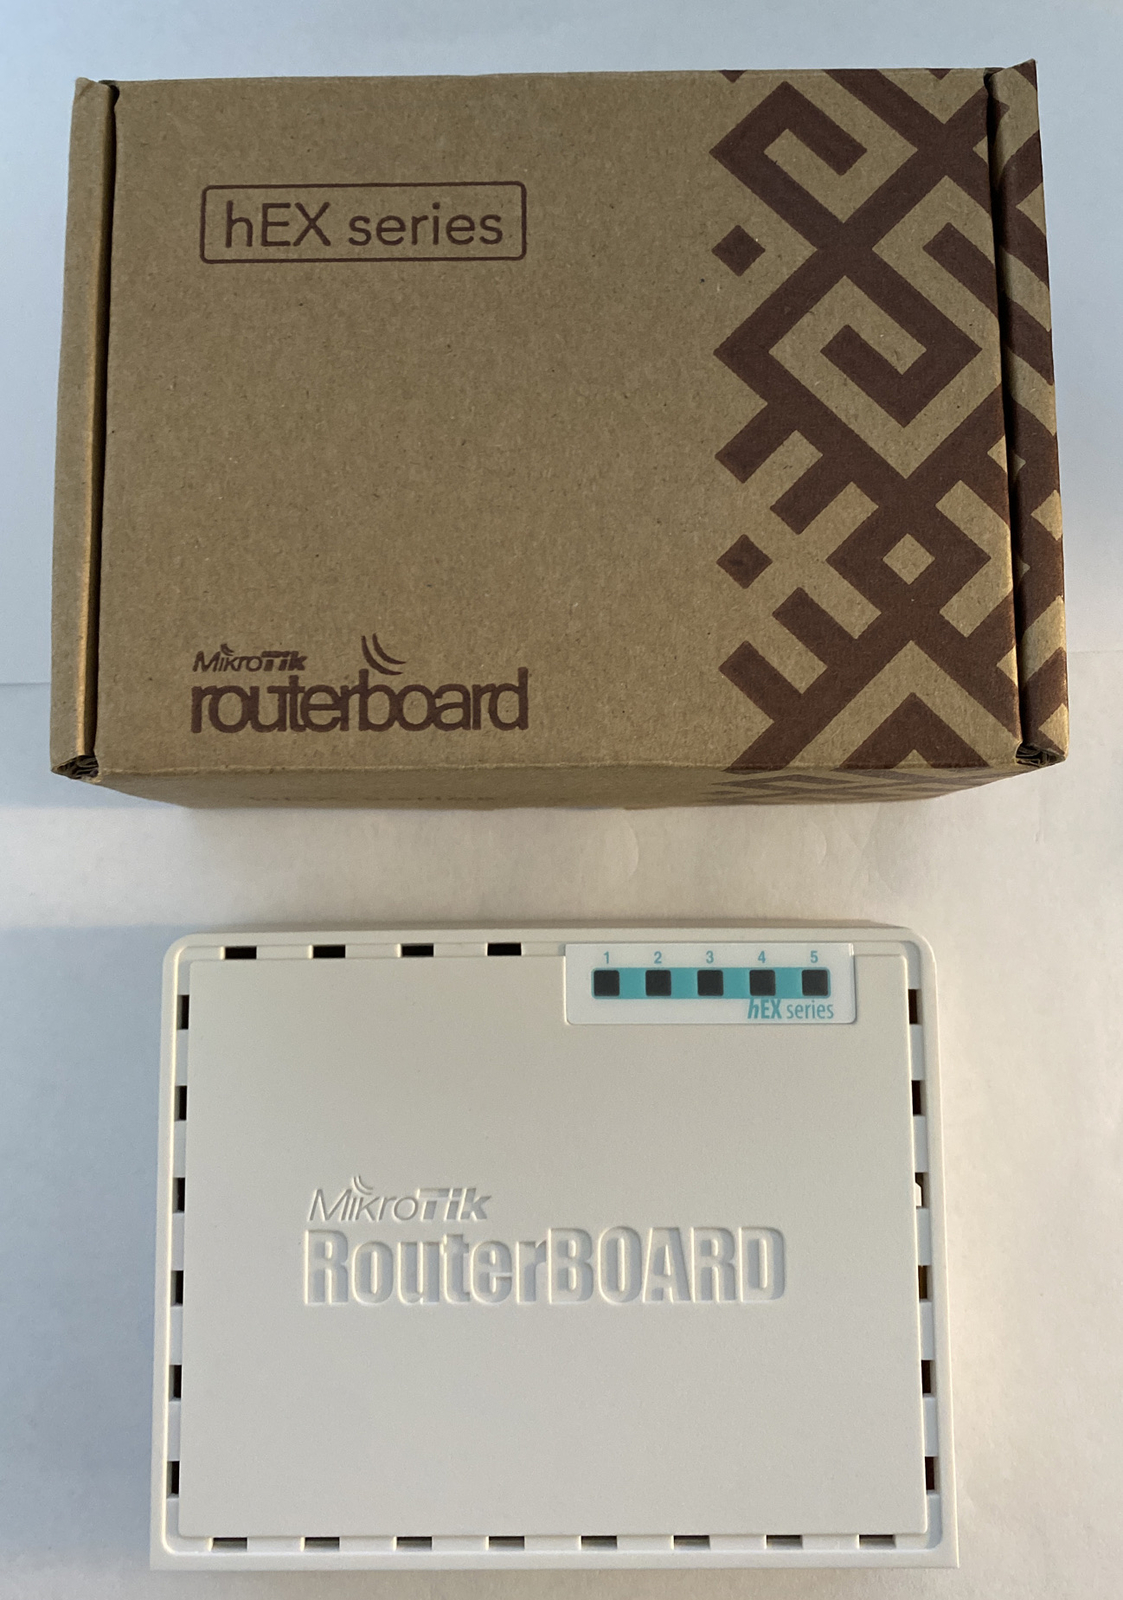 hEX series
MikroTik
routerboard
1 2 3 4 5
hEX series
MikroTik
RouterBOARD